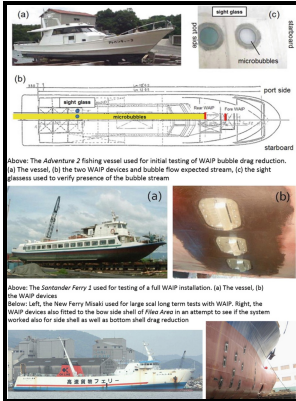 (a)
sight glass
(c)
port side
starboard
microbubbles
(b)
port side
sight glass
Rear WAIP
Fore WAIP
microbubbles
starboard
Above: The Adventure 2 fishing vessel used for initial testing of WAIP bubble drag reduction.
(a) The vessel, (b) the two WAIP devices and bubble flow expected stream, (c) the sight
glassess used to verify presence of the bubble stream
(a)
(b)
Above: The Santander Ferry 1 used for testing of a full WAIP installation. (a) The vessel, (b)
the WAIP devices
Below: Left, the New Ferry Misaki used for large scal long term tests with WAIP. Right, the
WAIP devices also fitted to the bow side shell of Filea Area in an attempt to see if the system
worked also for side shell as well as bottom shell drag reduction